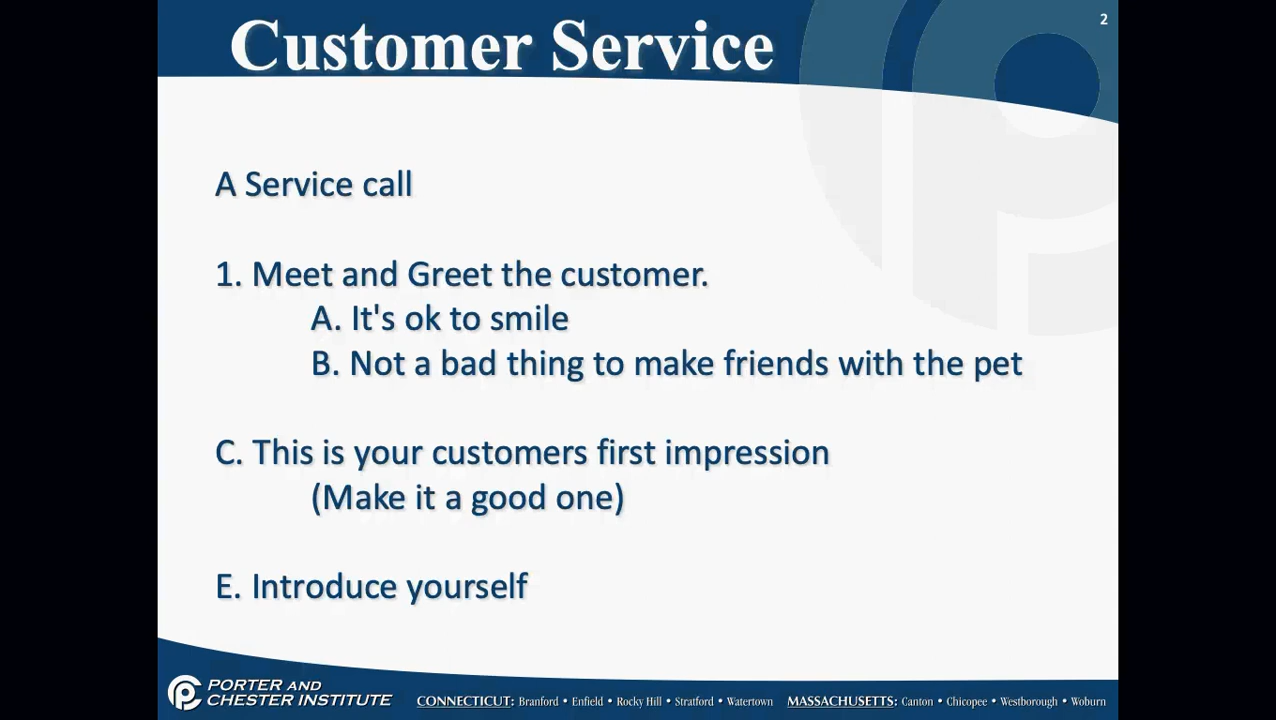 Customer Service
2
A Service call
1. Meet and Greet the customer.
A. It's ok to smile
B. Not a bad thing to make friends with the pet
C. This is your customers first impression
(Make it a good one)
E. Introduce yourself
PORTER AND
CHESTER INSTITUTE
CONNECTICUT: Branford • Enfield • Rocky Hill • Stratford • Watertown MASSACHUSETTS: Canton • Chicopee • Westborough • Woburn